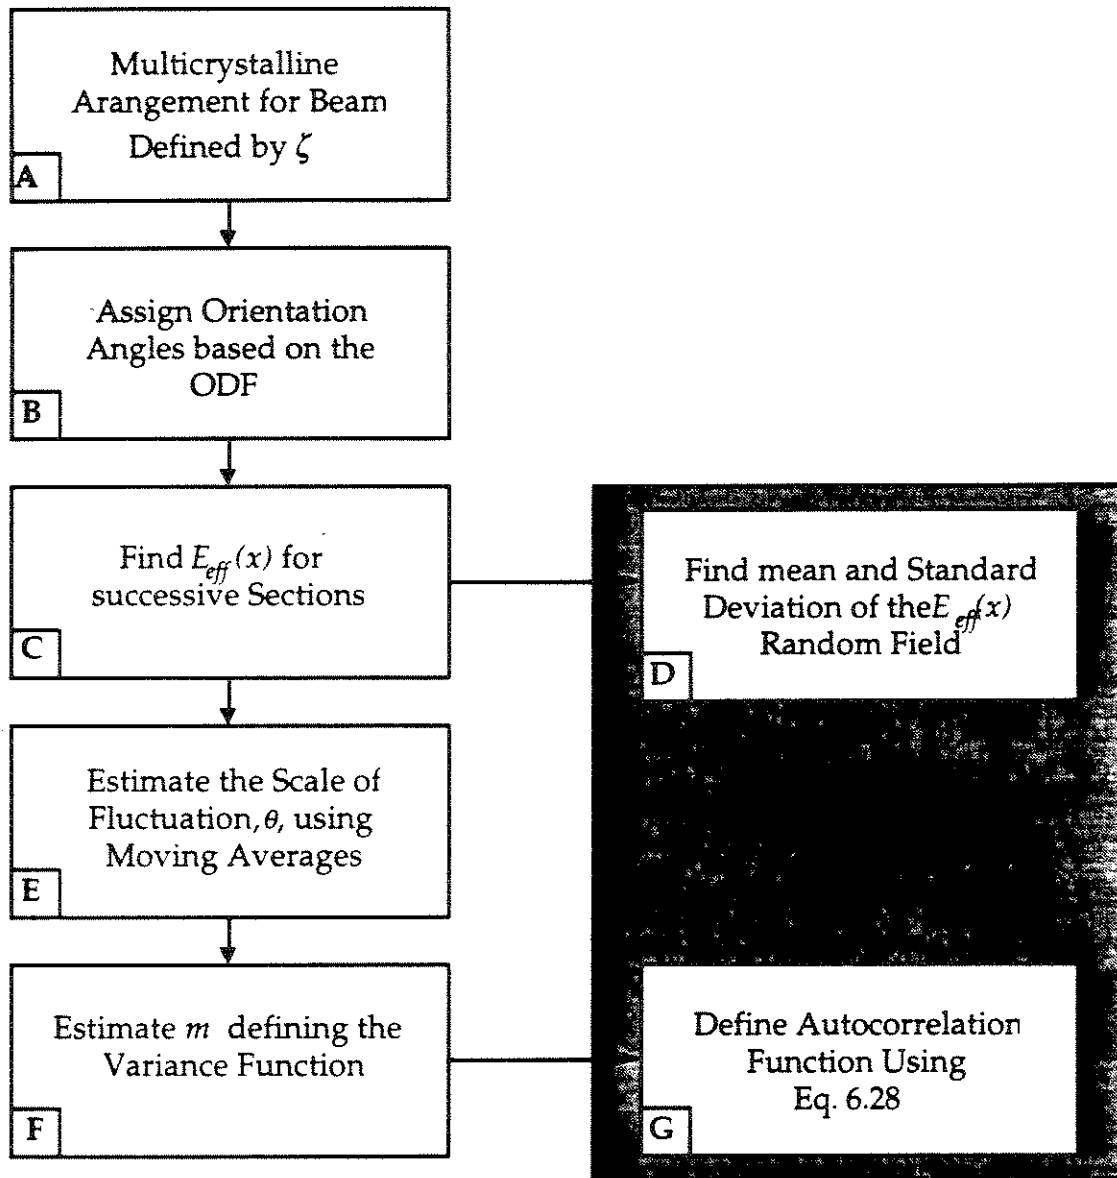 Multicrystalline
Arangement for Beam
Defined by ζ
A
Assign Orientation
Angles based on the
ODF
B
Find E_eff(x) for
successive Sections
C
Find mean and Standard
Deviation of the E_eff(x)
Random Field
D
Estimate the Scale of
Fluctuation, θ, using
Moving Averages
E
Estimate m defining the
Variance Function
F
Define Autocorrelation
Function Using
Eq. 6.28
G